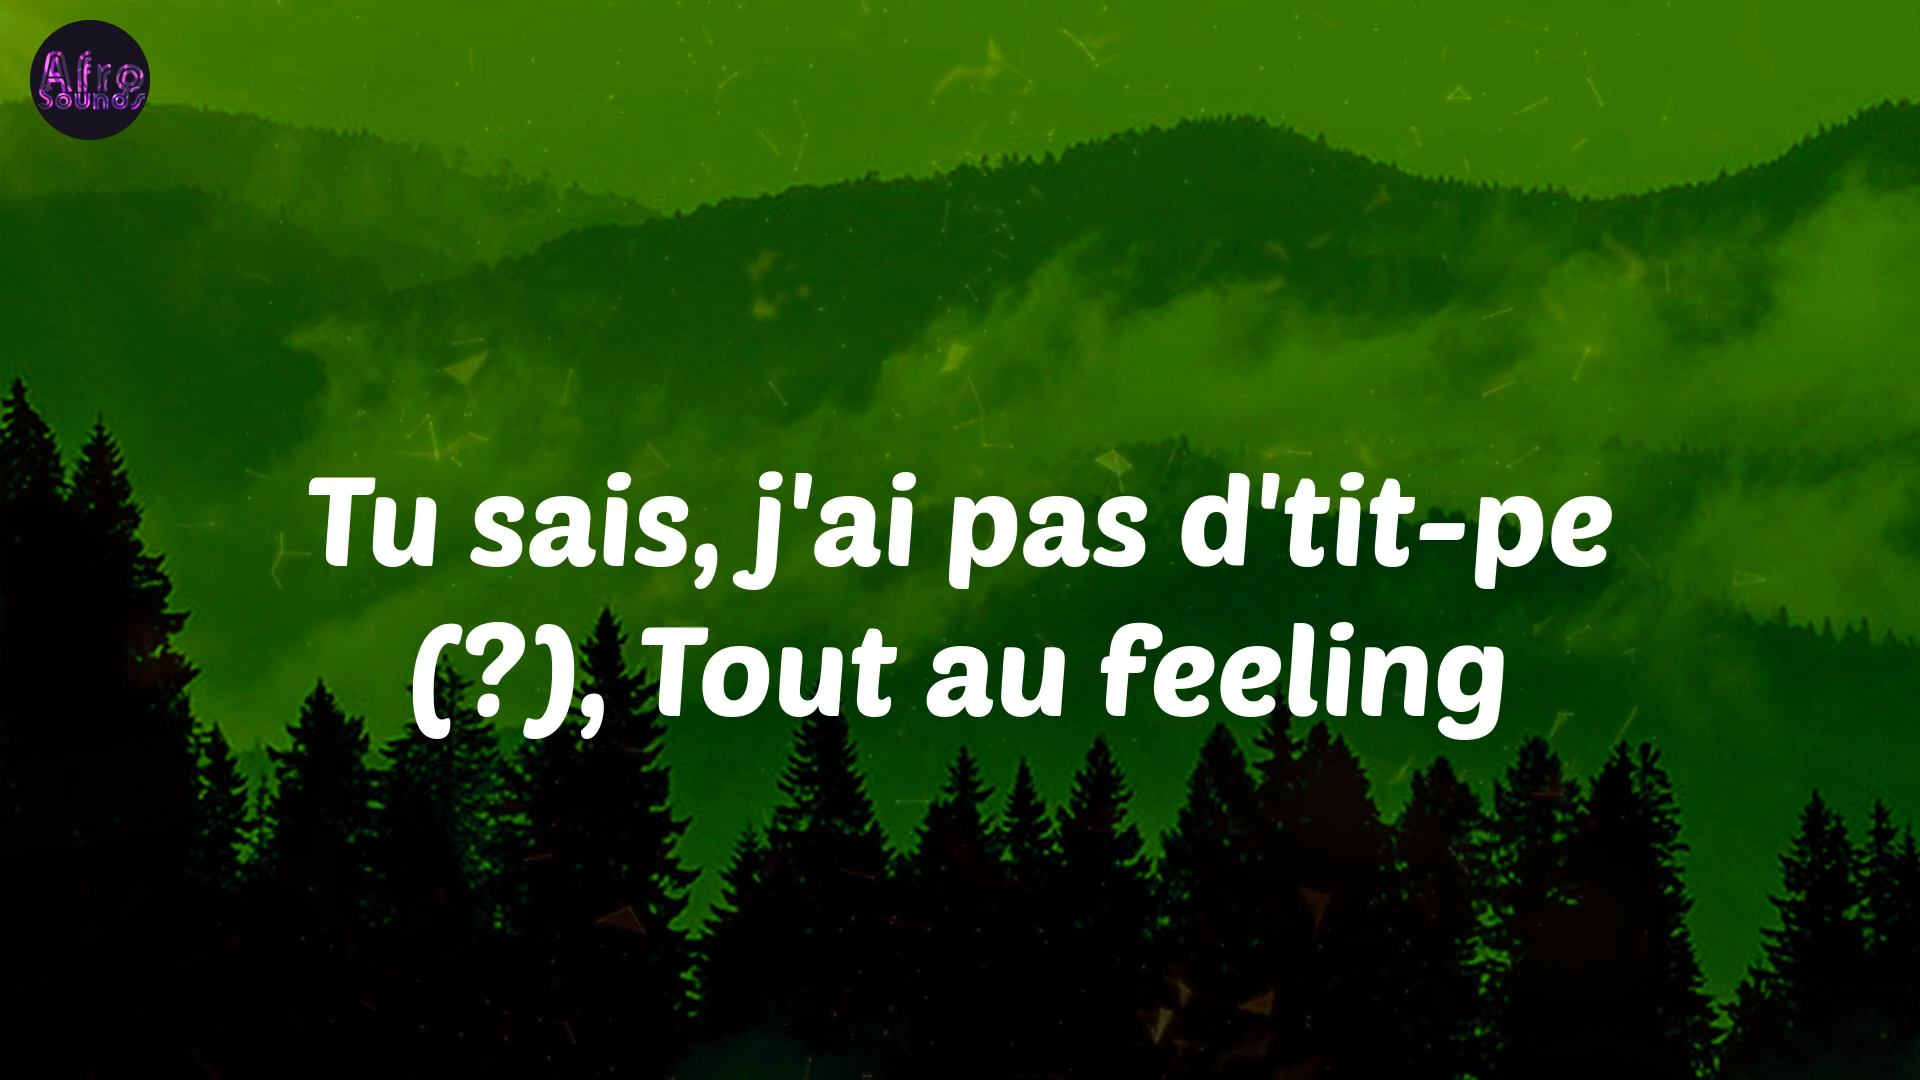 Afro
Sounds
Tu sais, j'ai pas d'tit-pe
(?), Tout au feeling